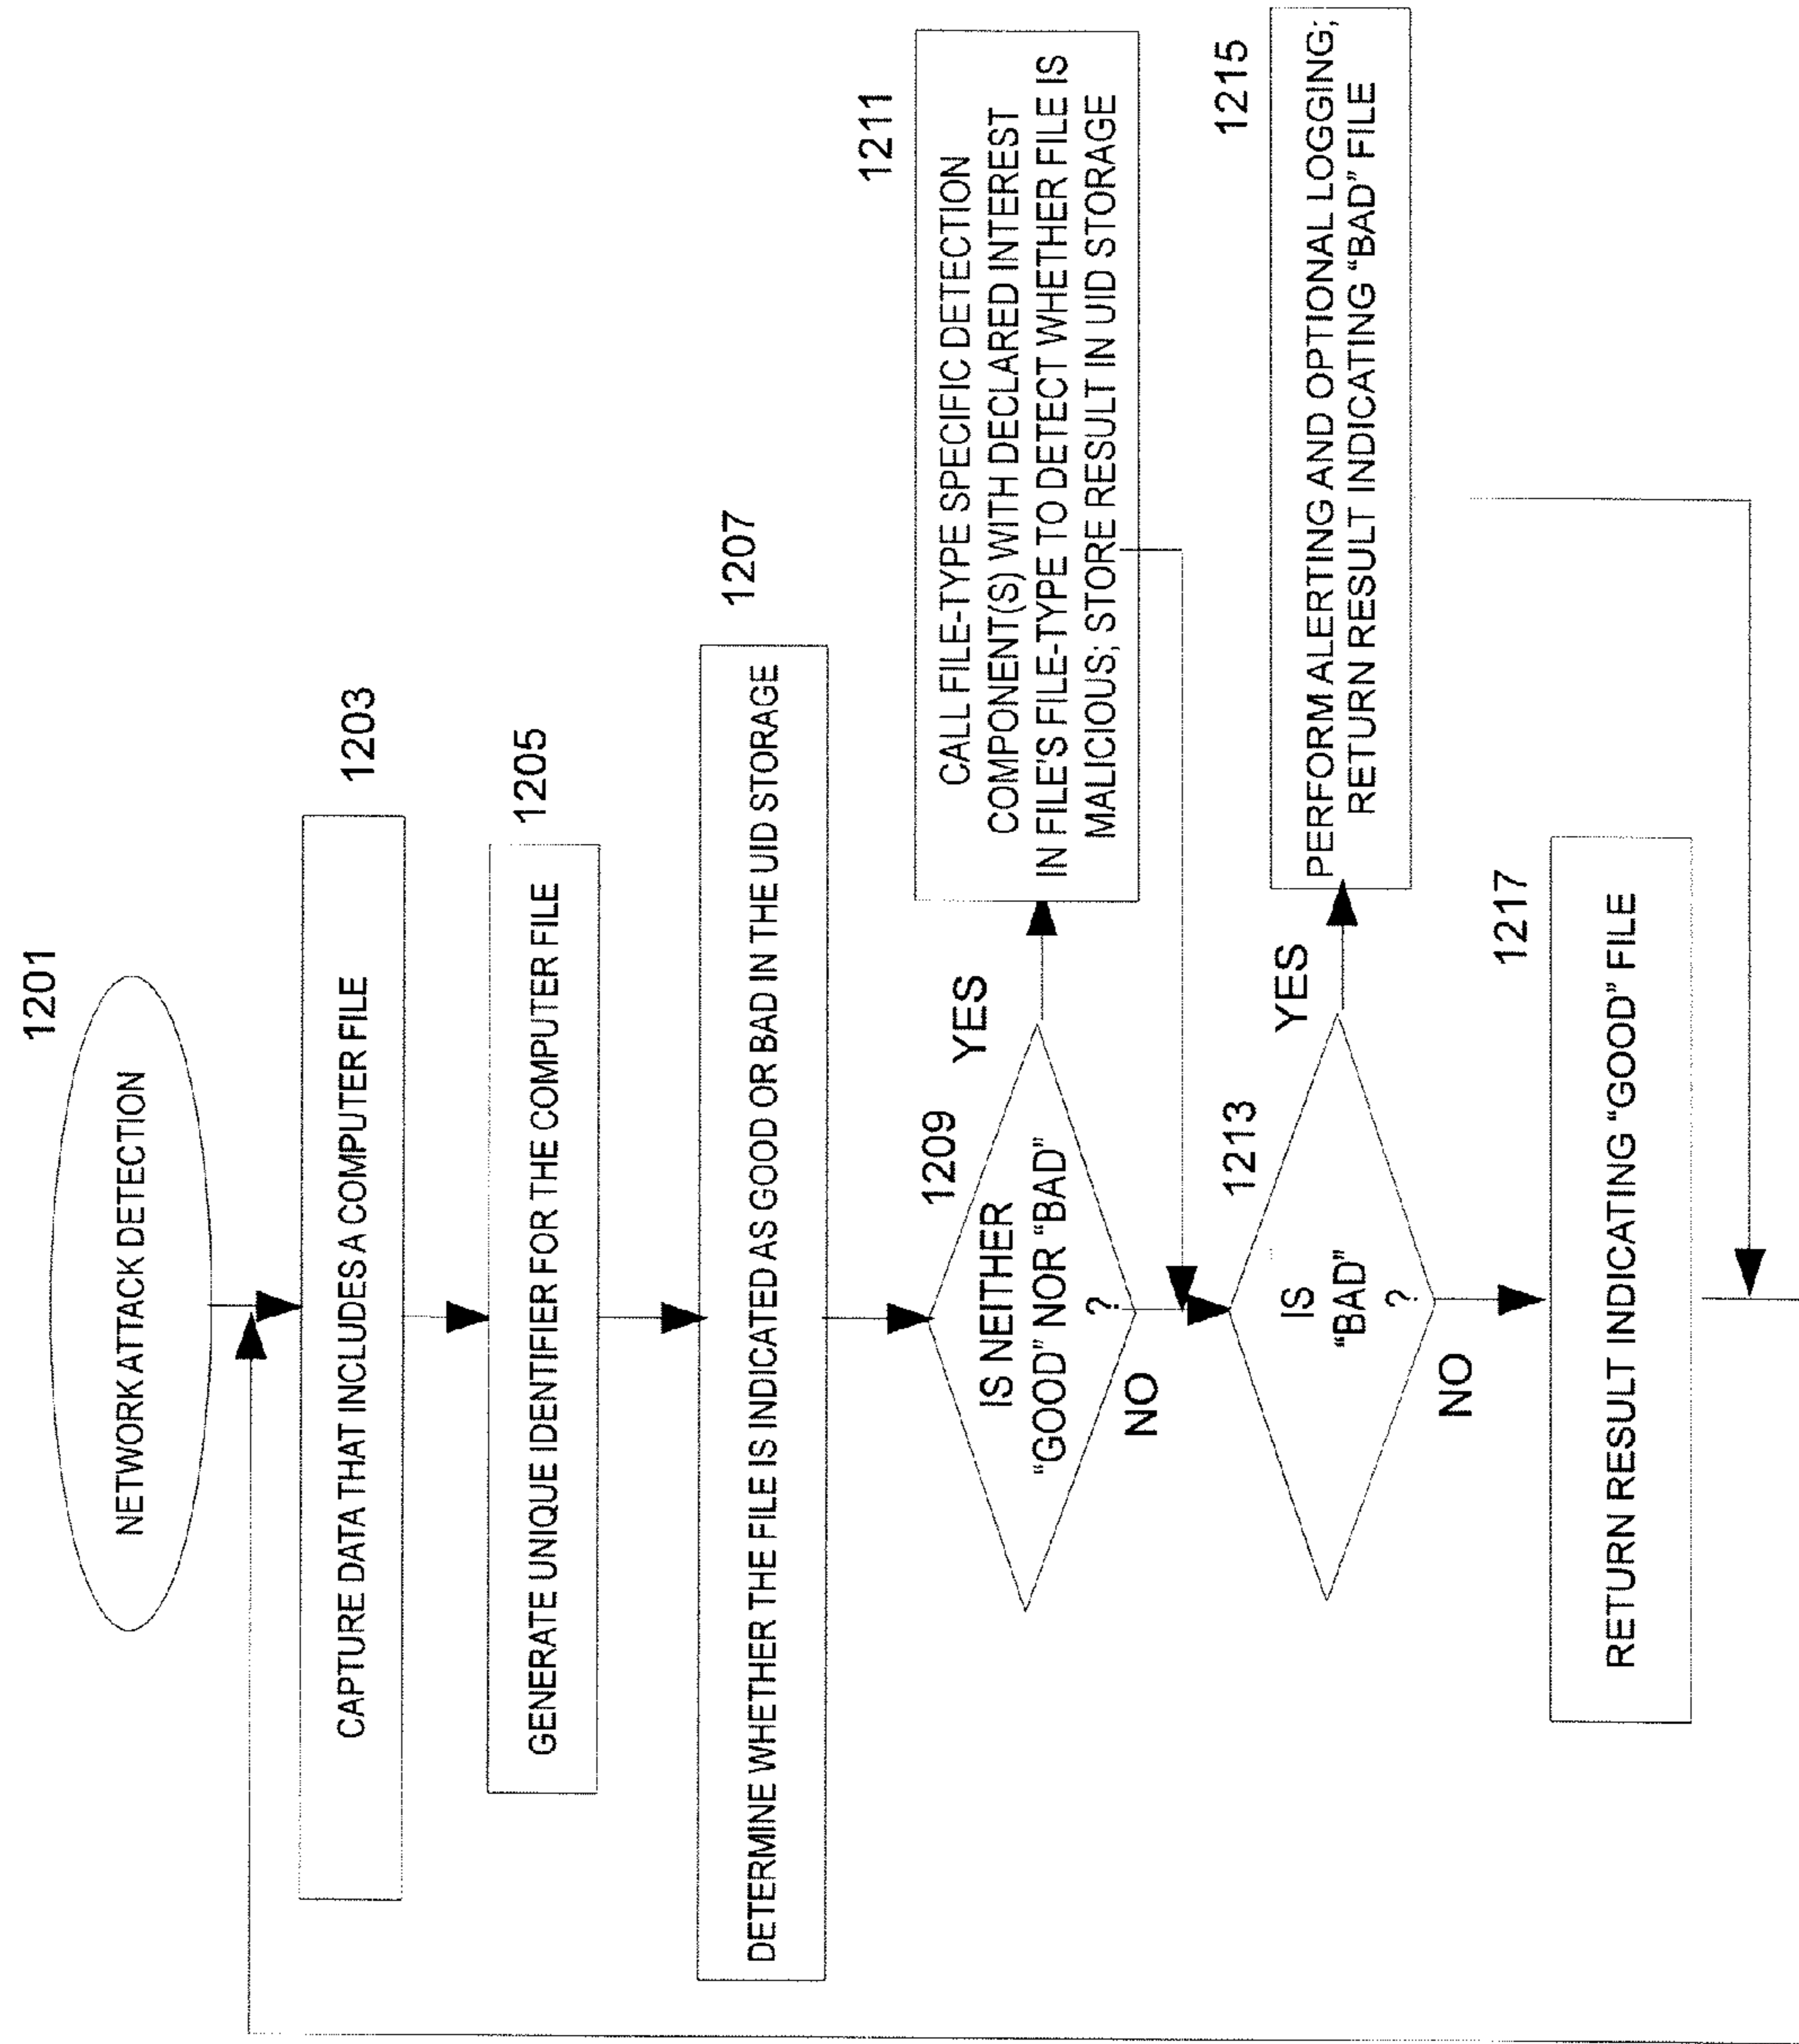 1201
NETWORK ATTACK DETECTION
1203
CAPTURE DATA THAT INCLUDES A COMPUTER FILE
1205
GENERATE UNIQUE IDENTIFIER FOR THE COMPUTER FILE
1207
DETERMINE WHETHER THE FILE IS INDICATED AS GOOD OR BAD IN THE UID STORAGE
1209
IS NEITHER
“GOOD” NOR “BAD”
?
YES
NO
1211
CALL FILE-TYPE SPECIFIC DETECTION
COMPONENT(S) WITH DECLARED INTEREST
IN FILE'S FILE-TYPE TO DETECT WHETHER FILE IS
MALICIOUS; STORE RESULT IN UID STORAGE
1213
IS
“BAD”
?
YES
NO
1215
PERFORM ALERTING AND OPTIONAL LOGGING;
RETURN RESULT INDICATING “BAD” FILE
1217
RETURN RESULT INDICATING “GOOD” FILE